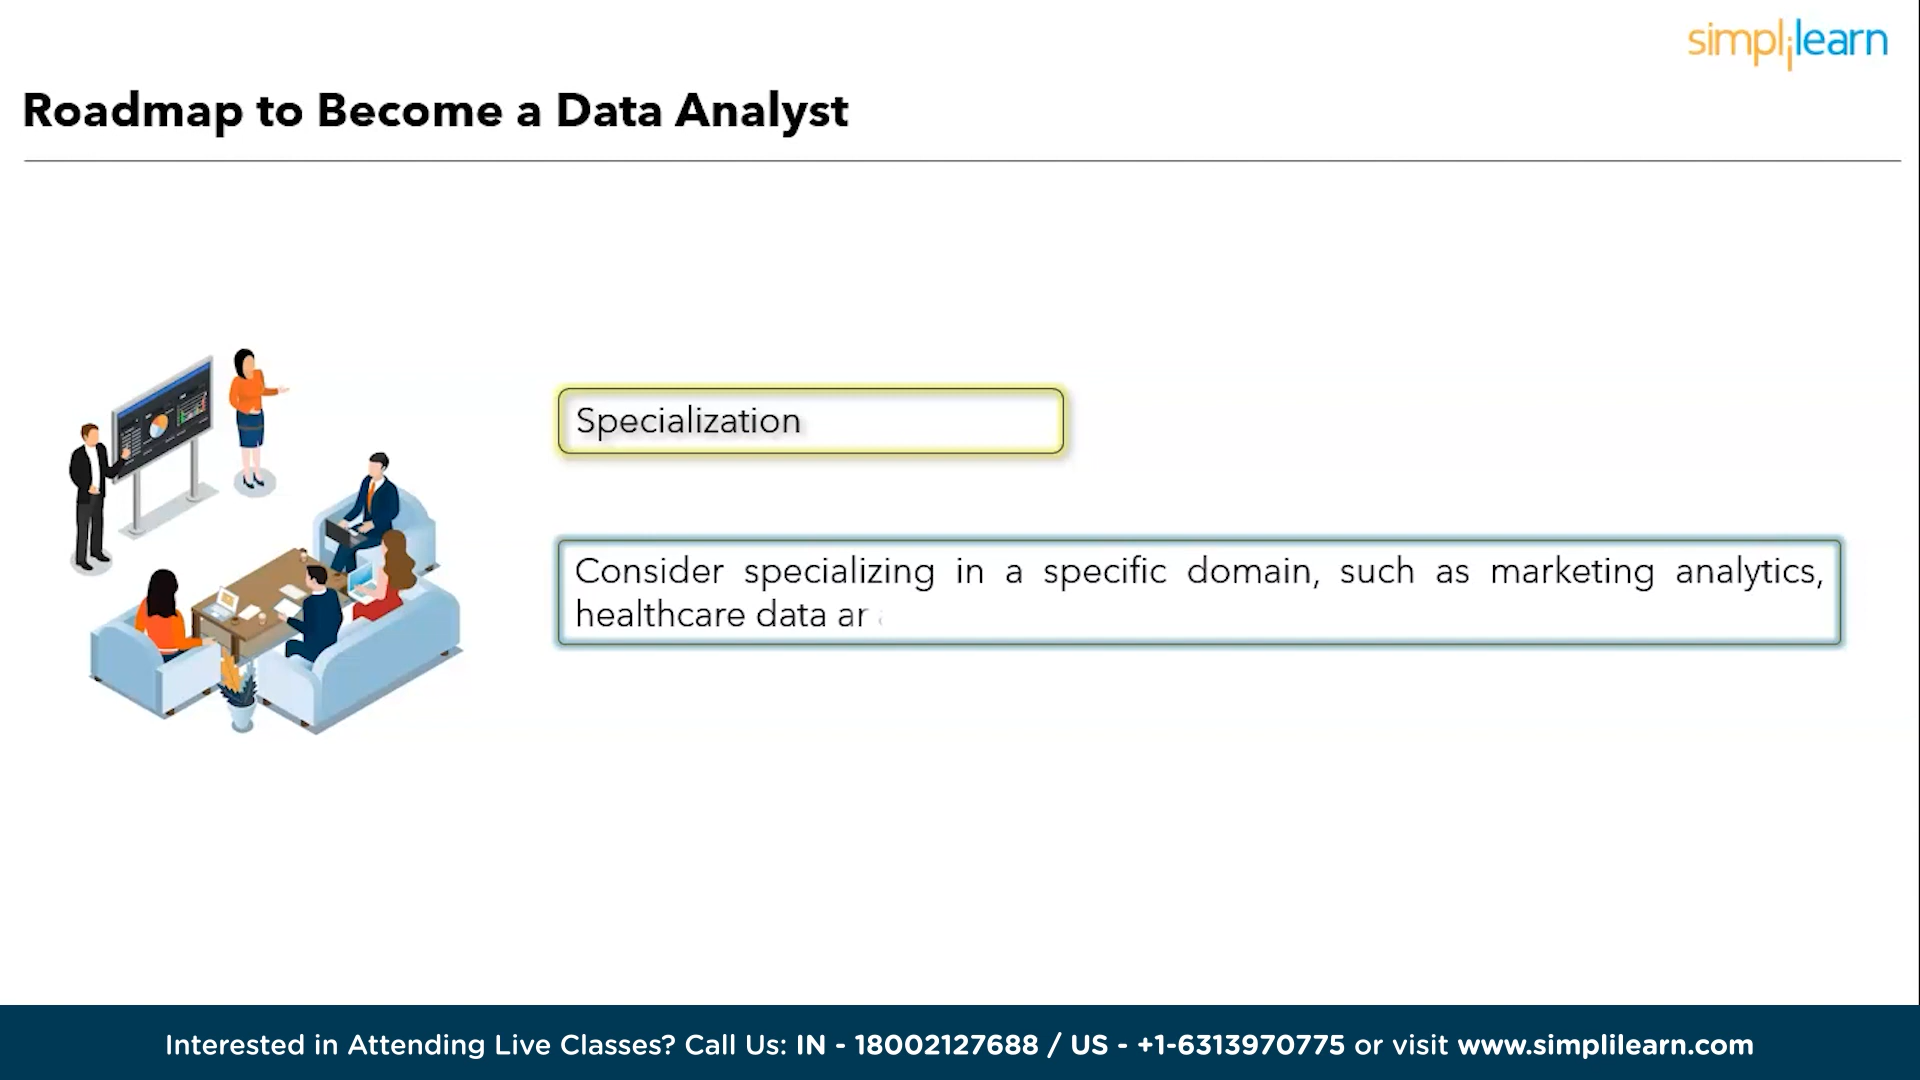 simplilearn
Roadmap to Become a Data Analyst
Specialization
Consider specializing in a specific domain, such as marketing analytics,
healthcare data
Interested in Attending Live Classes? Call Us: IN - 18002127688 / US - +1-6313970775 or visit www.simplilearn.com